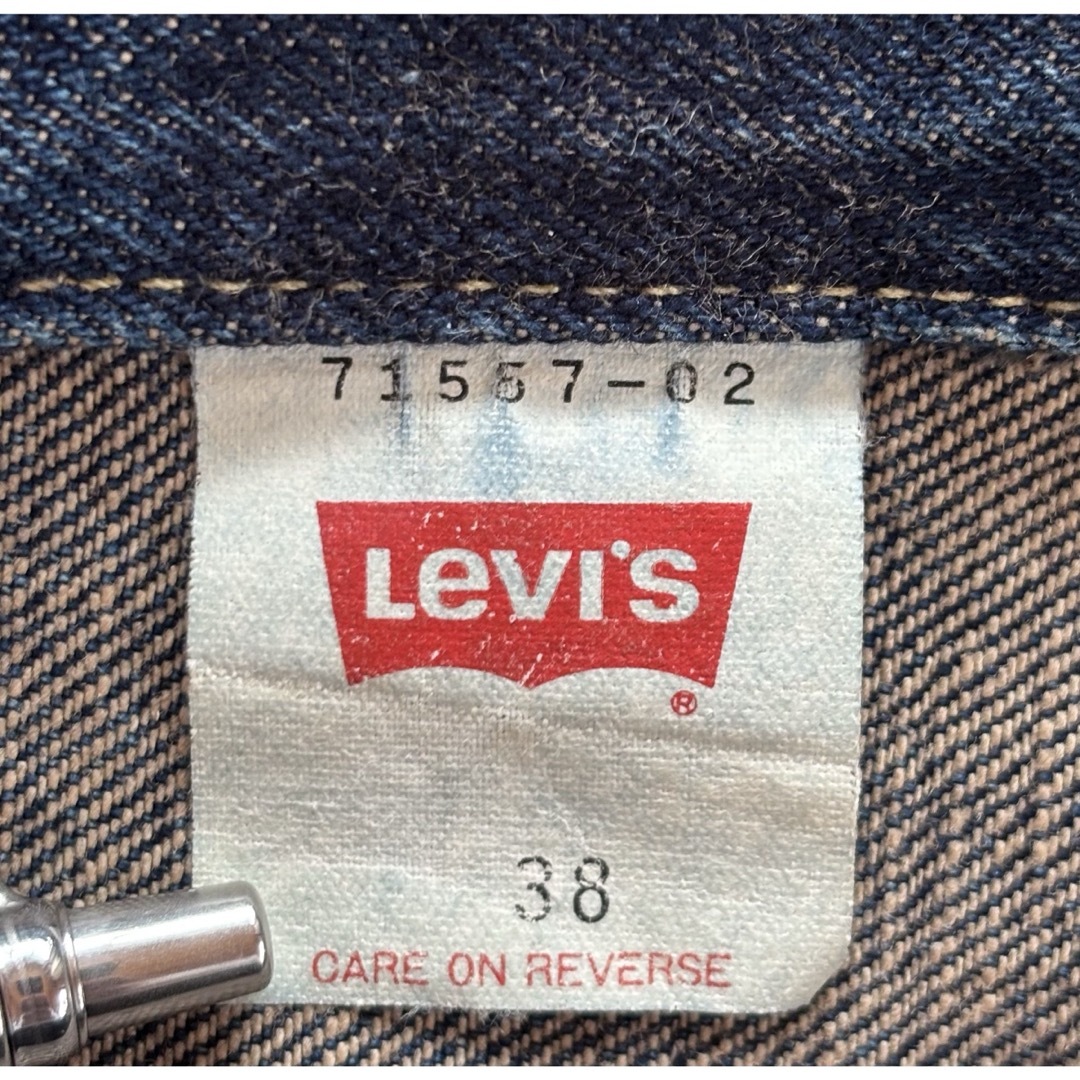 71557-02
Levi's
®
38
CARE ON REVERSE